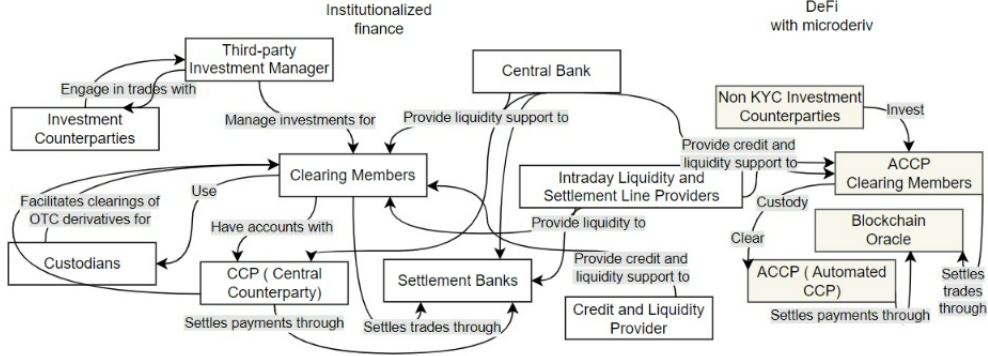 Institutionalized
finance
DeFi
with microderiv
Third-party
Investment Manager
Central Bank
Engage in trades with
Non KYC Investment
Counterparties
Investment
Counterparties
Manage investments for
Provide liquidity support to
Invest
Provide credit and
liquidity support to
Clearing Members
Intraday Liquidity and
Settlement Line Providers
ACCP
Clearing Members
Facilitates clearings of
OTC derivatives for
Use
Custody
Have accounts with
Provide liquidity to
Blockchain
Oracle
Clear
Custodians
CCP ( Central
Counterparty)
Settlement Banks
Provide credit and
liquidity support to
ACCP ( Automated
CCP)
Settles
trades
through
Settles payments through
Settles trades through
Credit and Liquidity
Provider
Settles payments through